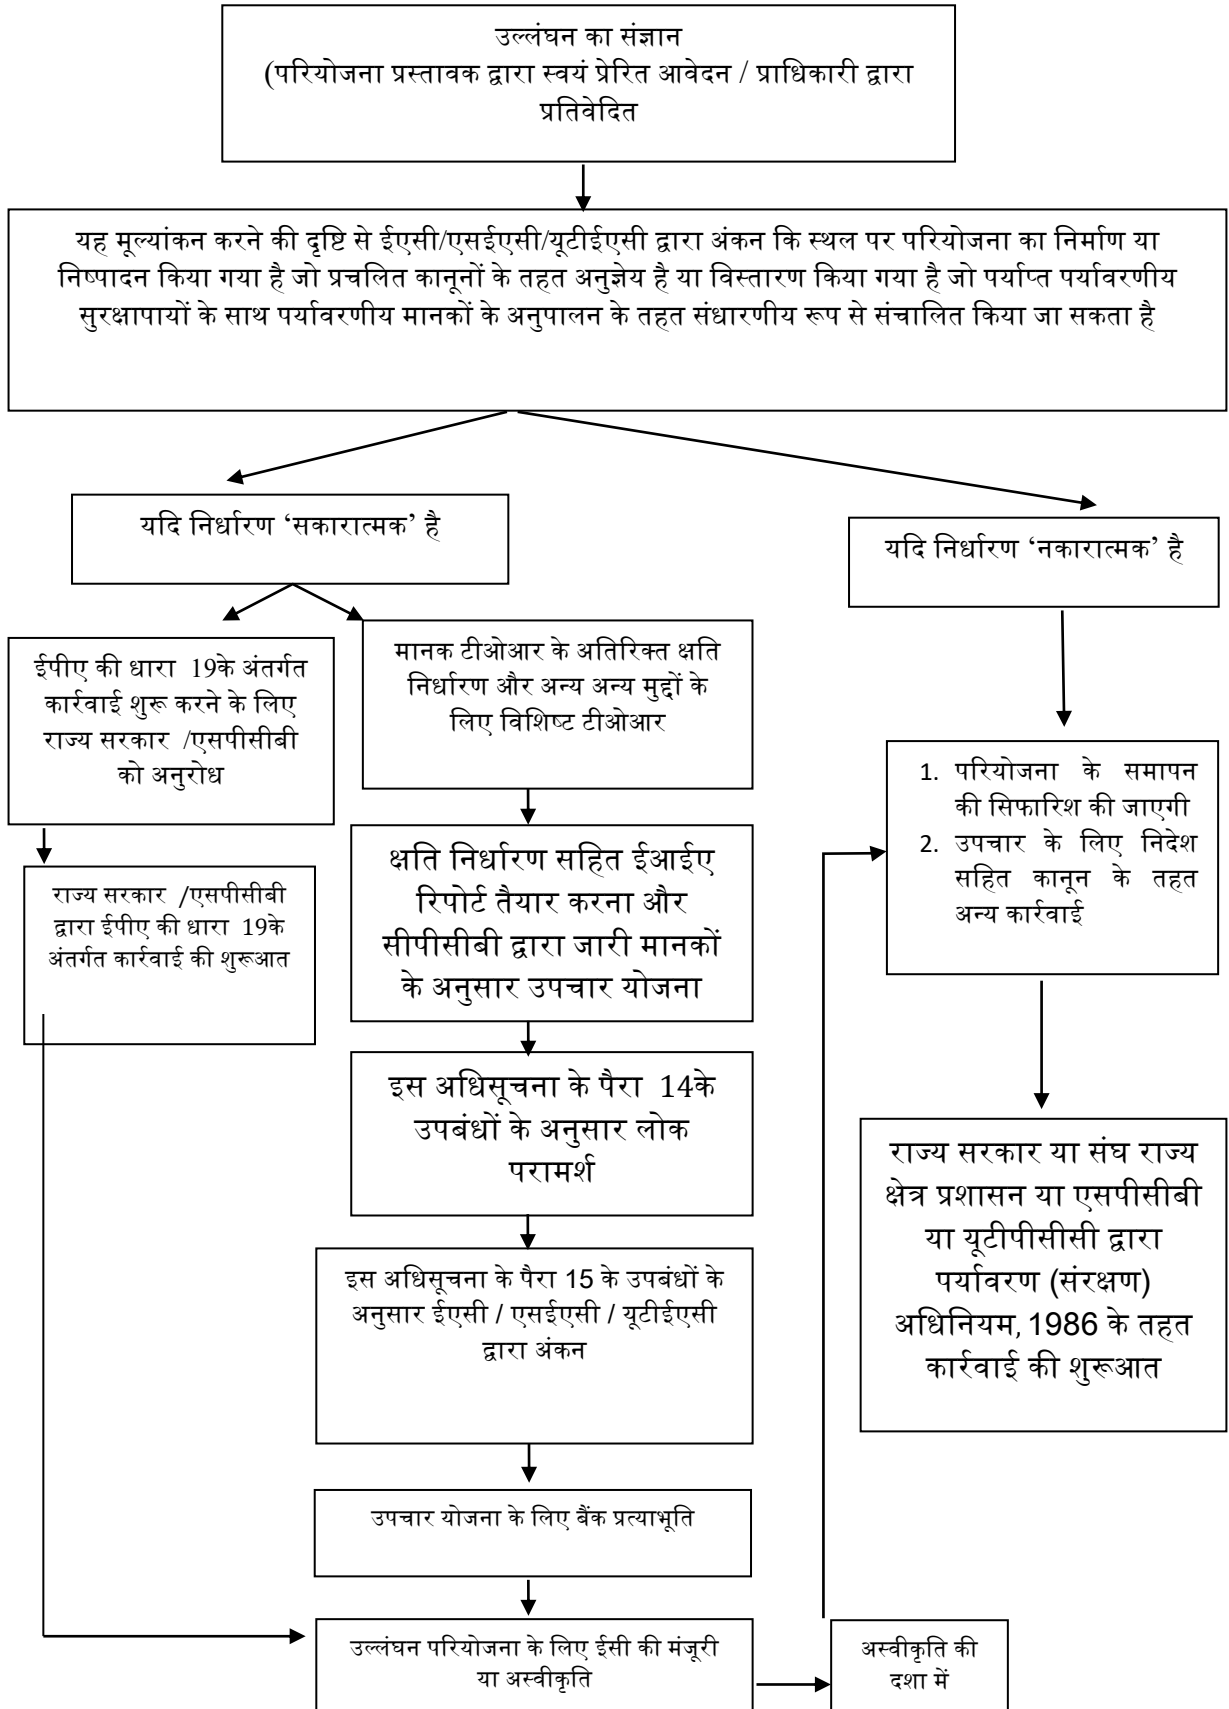 उल्लंघन का संज्ञान
(परियोजना प्रस्तावक द्वारा स्वयं प्रेरित आवेदन / प्राधिकारी द्वारा
प्रतिवेदित
यह मूल्यांकन करने की दृष्टि से ईएसी/एसईएसी/यूटीईएसी द्वारा अंकन कि स्थल पर परियोजना का निर्माण या
निष्पादन किया गया है जो प्रचलित कानूनों के तहत अनुज्ञेय है या विस्तारण किया गया है जो पर्याप्त पर्यावरणीय
सुरक्षापायों के साथ पर्यावरणीय मानकों के अनुपालन के तहत संधारणीय रूप से संचालित किया जा सकता है
यदि निर्धारण ‘सकारात्मक’ है
यदि निर्धारण ‘नकारात्मक’ है
ईपीए की धारा 19के अंतर्गत
कार्रवाई शुरू करने के लिए
राज्य सरकार /एसपीसीबी
को अनुरोध
मानक टीओआर के अतिरिक्त क्षति
निर्धारण और अन्य अन्य मुद्दों के
लिए विशिष्ट टीओआर
1. परियोजना के समापन
की सिफारिश की जाएगी
2. उपचार के लिए निदेश
सहित कानून के तहत
अन्य कार्रवाई
राज्य सरकार /एसपीसीबी
द्वारा ईपीए की धारा 19के
अंतर्गत कार्रवाई की शुरूआत
क्षति निर्धारण सहित ईआईए
रिपोर्ट तैयार करना और
सीपीसीबी द्वारा जारी मानकों
के अनुसार उपचार योजना
इस अधिसूचना के पैरा 14के
उपबंधों के अनुसार लोक
परामर्श
राज्य सरकार या संघ राज्य
क्षेत्र प्रशासन या एसपीसीबी
या यूटीपीसीसी द्वारा
पर्यावरण (संरक्षण)
अधिनियम, 1986 के तहत
कार्रवाई की शुरूआत
इस अधिसूचना के पैरा 15 के उपबंधों के
अनुसार ईएसी / एसईएसी / यूटीईएसी
द्वारा अंकन
उपचार योजना के लिए बैंक प्रत्याभूति
उल्लंघन परियोजना के लिए ईसी की मंजूरी
या अस्वीकृति
अस्वीकृति की
दशा में